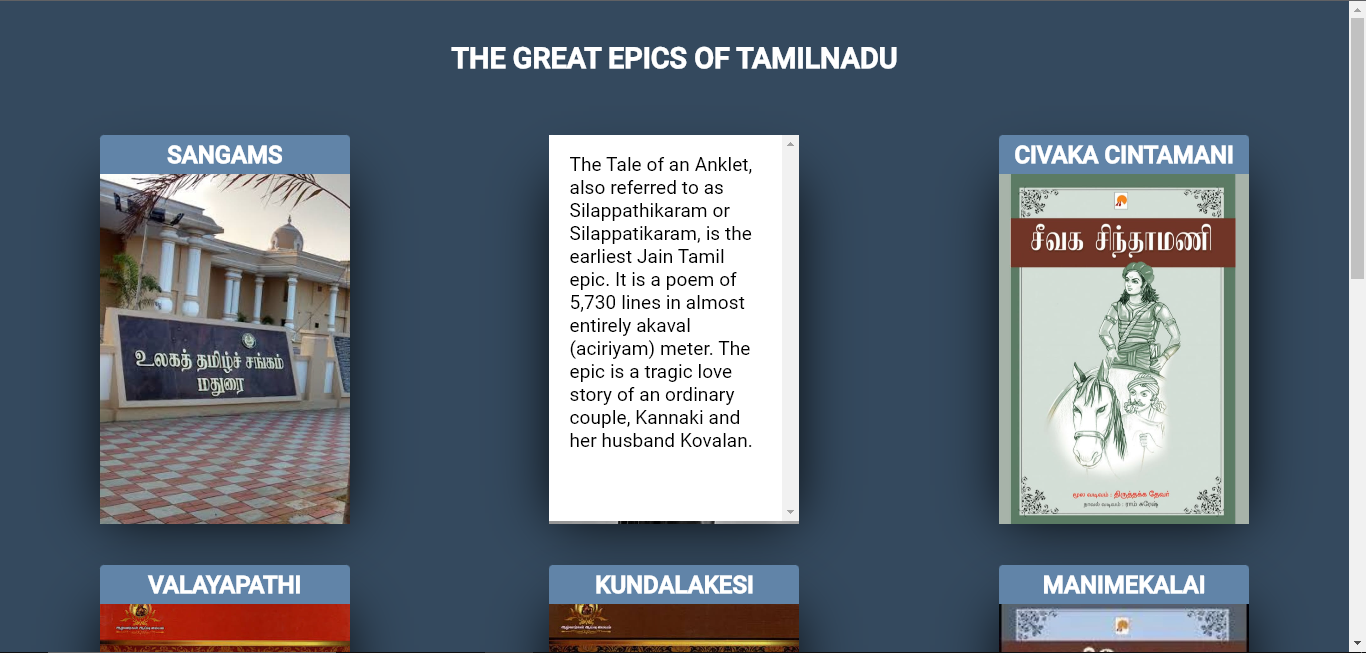 THE GREAT EPICS OF TAMILNADU
SANGAMS
உலகத் தமிழ்ச் சங்கம்
மதுரை
The Tale of an Anklet,
also referred to as
Silappathikaram or
Silappatikaram, is the
earliest Jain Tamil
epic. It is a poem of
5,730 lines in almost
entirely akaval
(aciriyam) meter. The
epic is a tragic love
story of an ordinary
couple, Kannaki and
her husband Kovalan.
CIVAKA CINTAMANI
சீவக சிந்தாமணி
மூல வடிவம் : திருத்தக்க தேவர்
நாவல் வடிவம் : ராம் சுரேஷ்
VALAYAPATHI
KUNDALAKESI
MANIMEKALAI